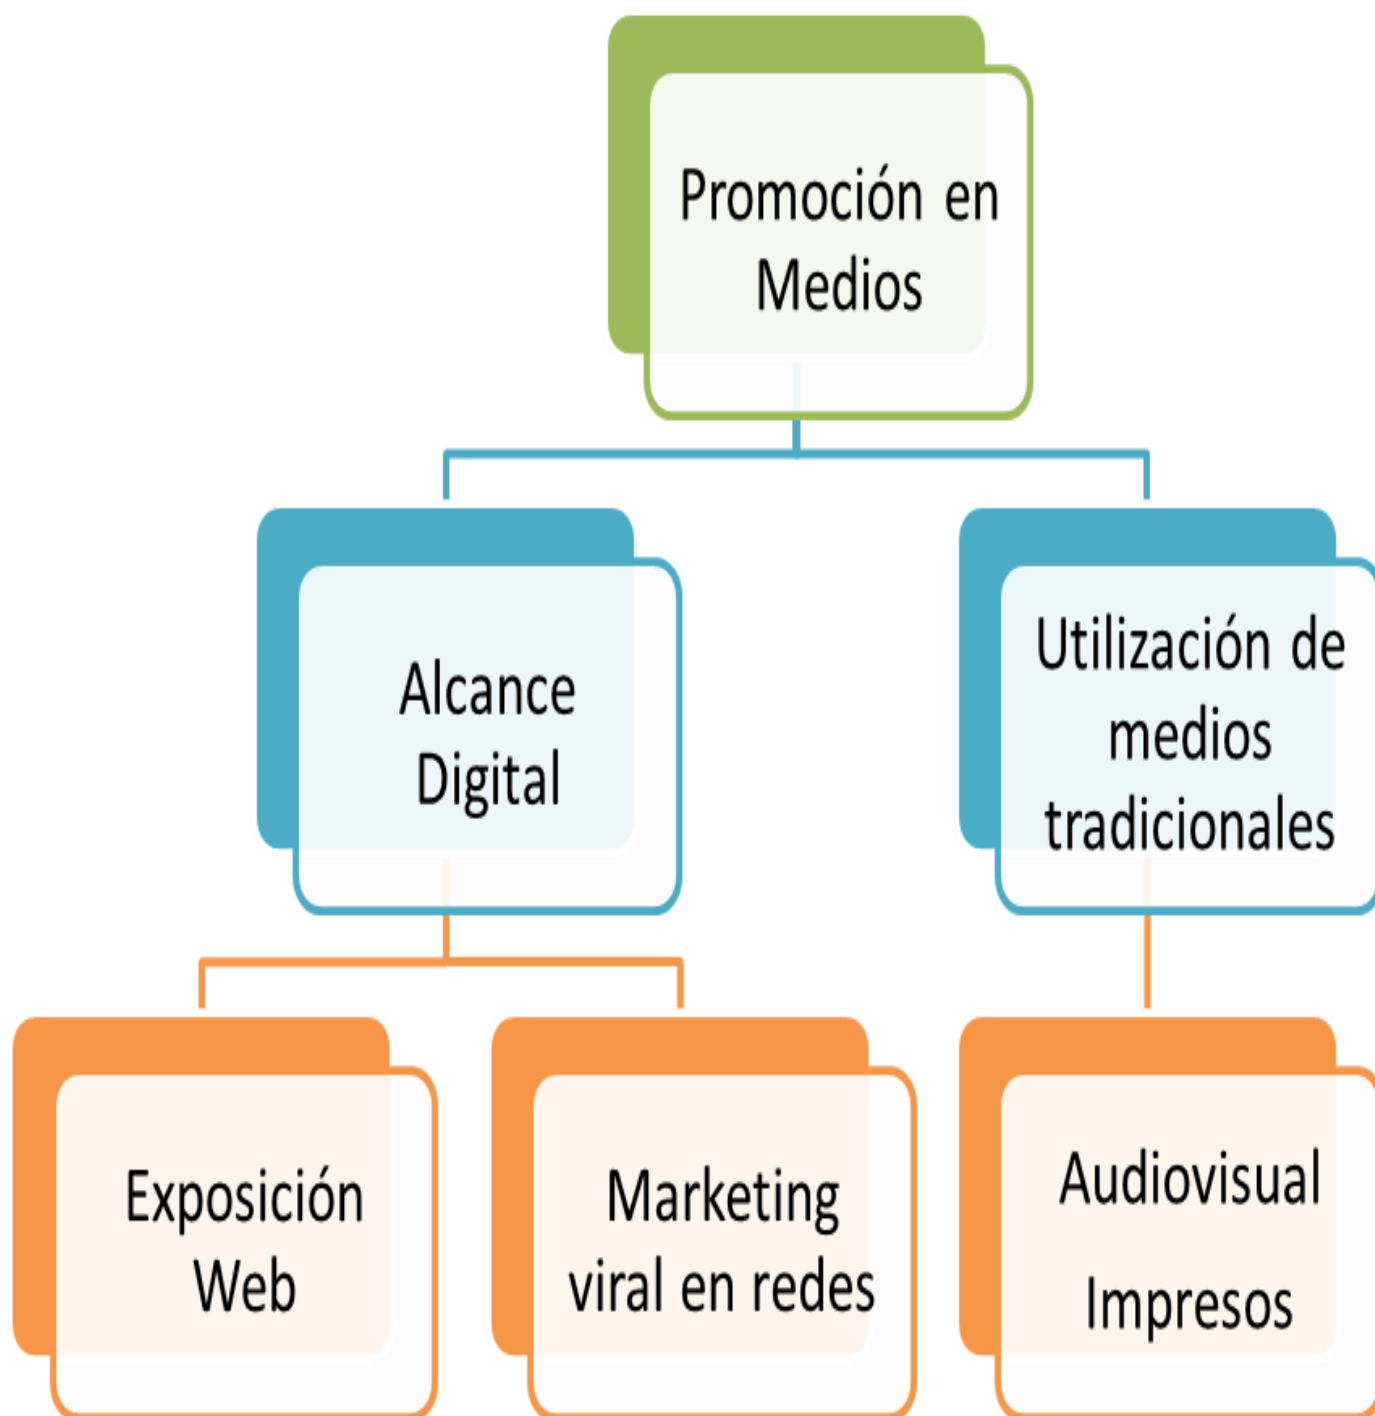 Promoción en
Medios
Alcance
Digital
Utilización de
medios
tradicionales
Exposición
Web
Marketing
viral en redes
Audiovisual
Impresos